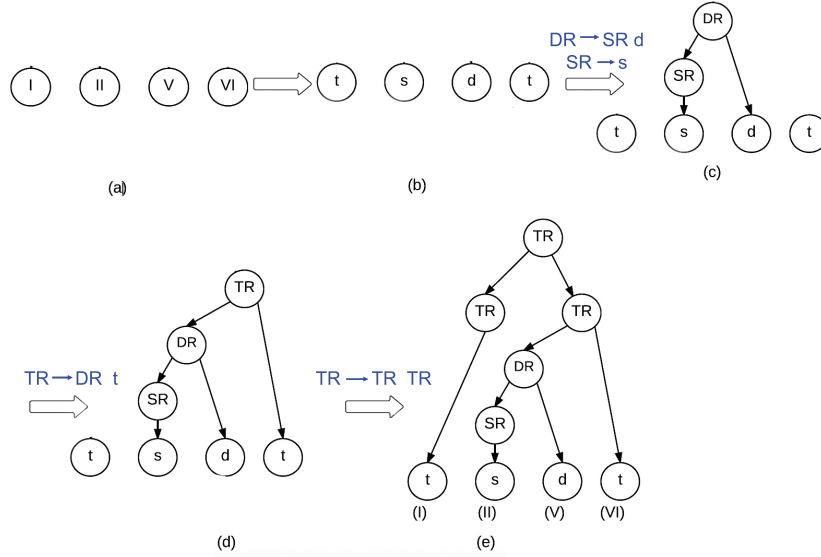 I II V VI
t s d t
DR → SR d
SR → s
DR
SR
t s d t
(a)
(b)
(c)
TR → DR t
TR
DR
SR
t s d t
(d)
TR → TR TR
TR
TR TR
DR
SR
t s d t
(I) (II) (V) (VI)
(e)